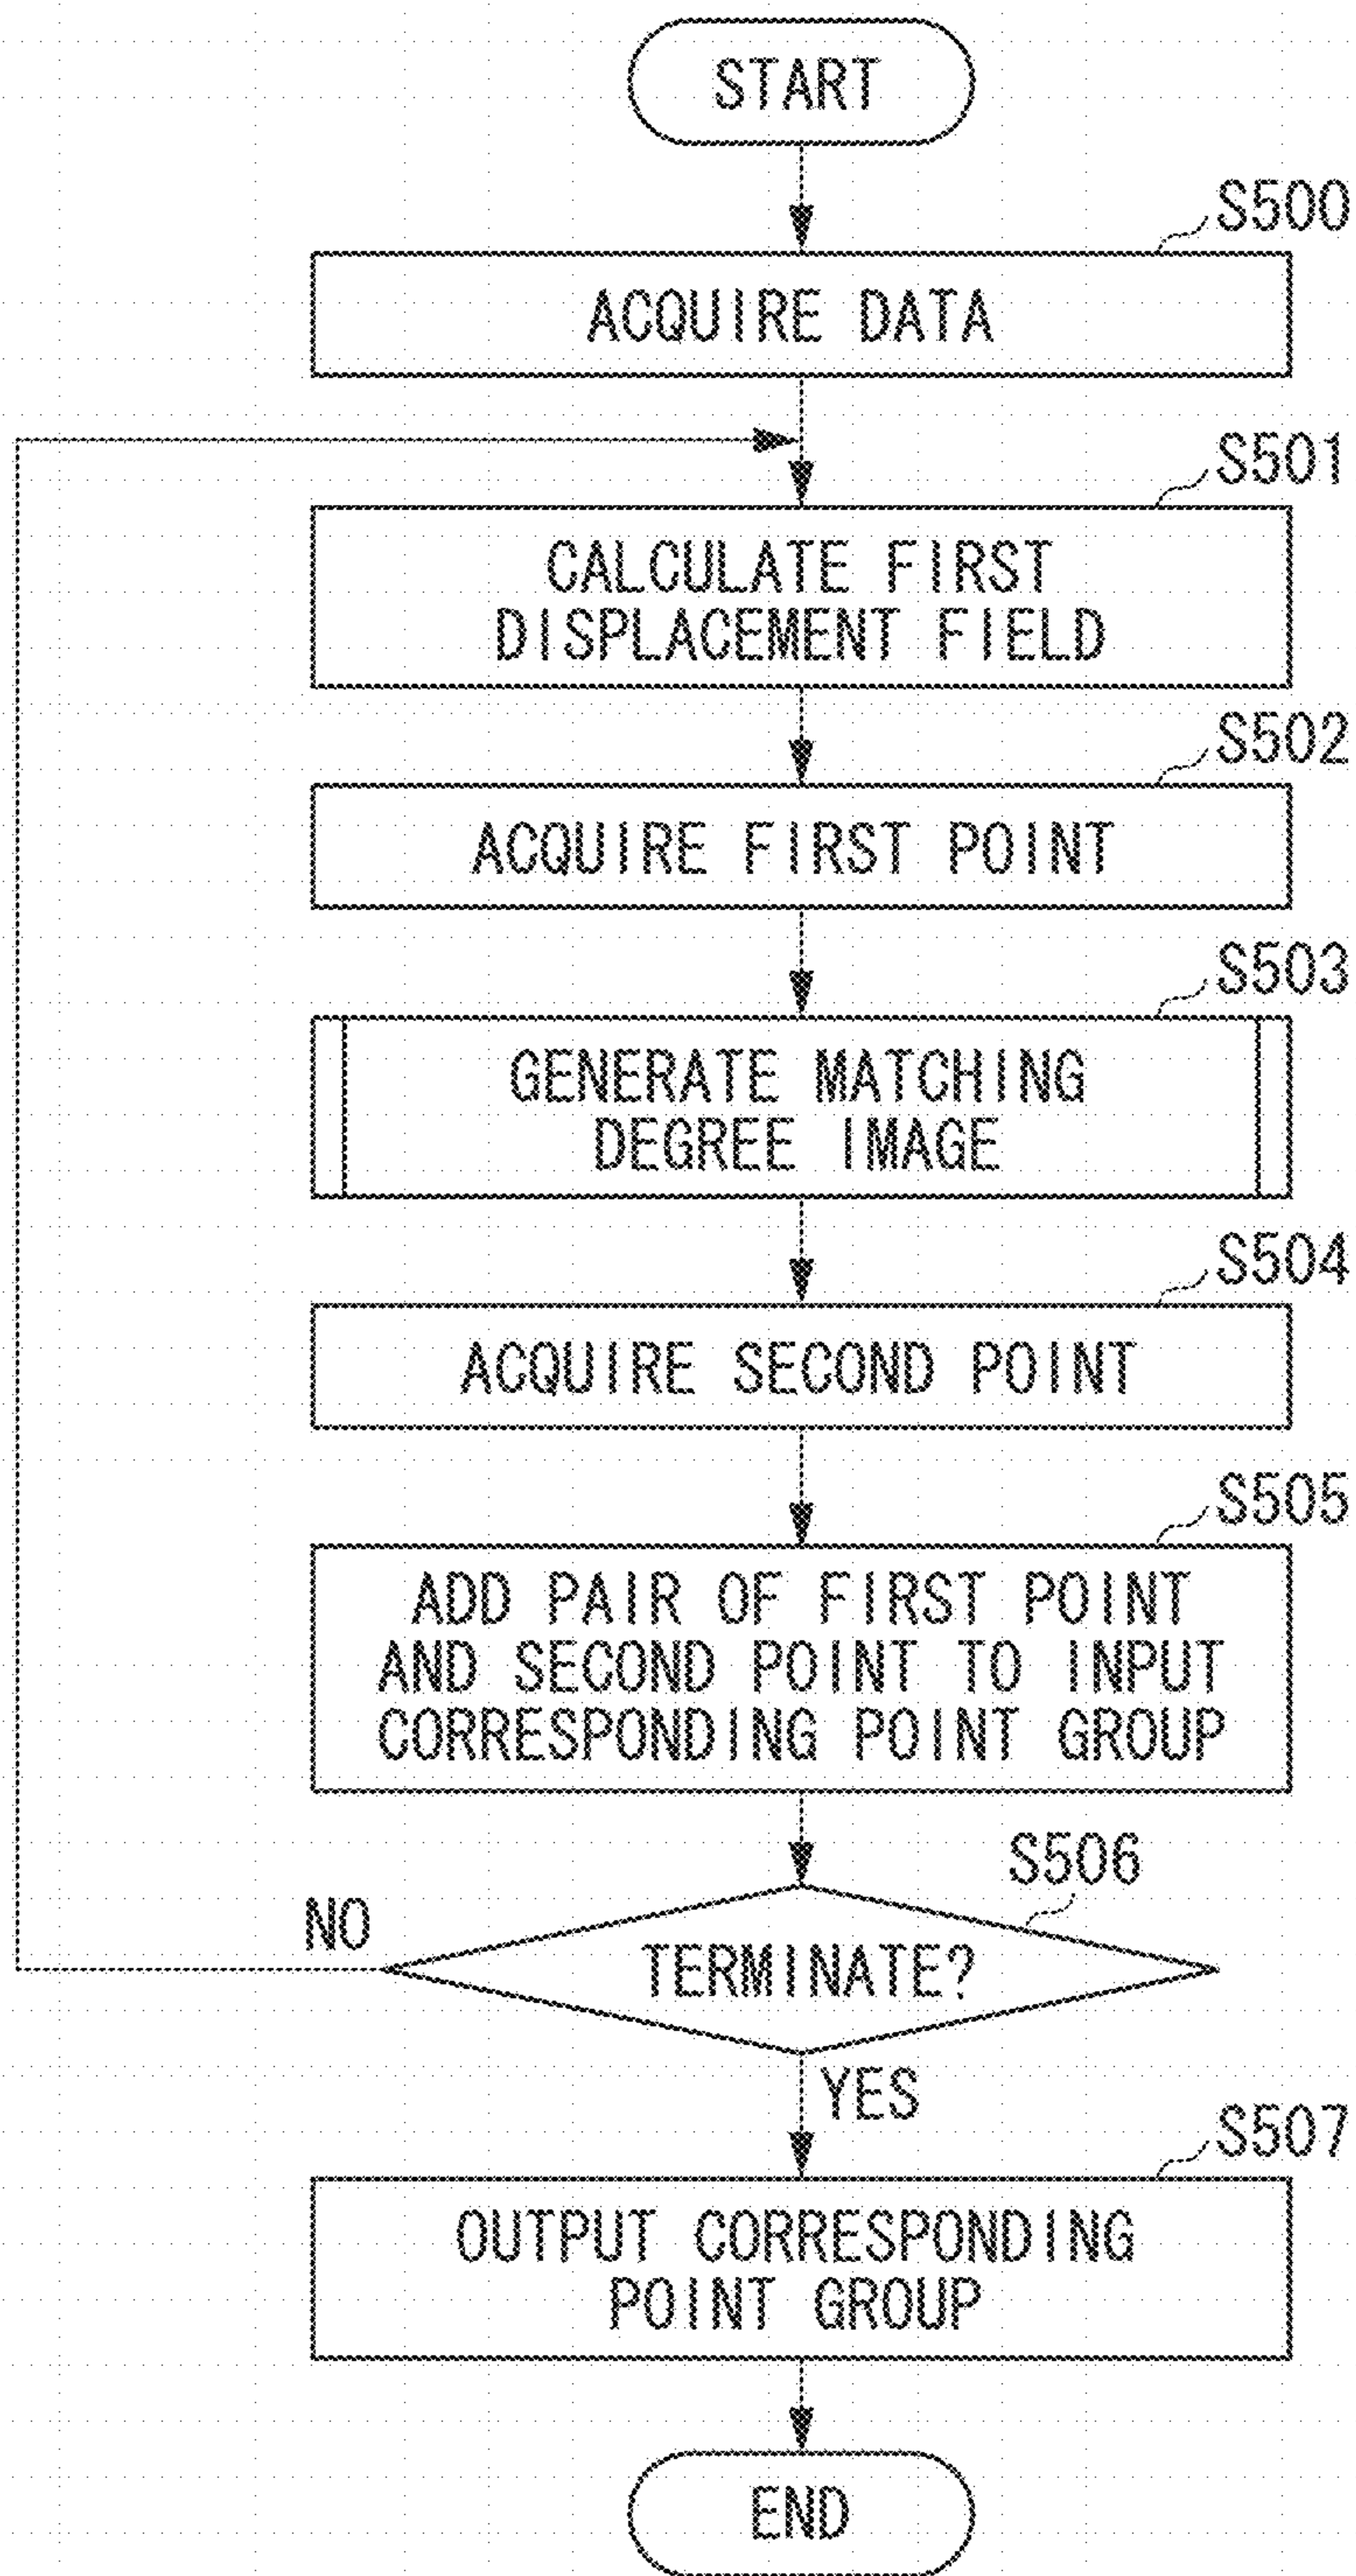 START
S500
ACQUIRE DATA
S501
CALCULATE FIRST
DISPLACEMENT FIELD
S502
ACQUIRE FIRST POINT
S503
GENERATE MATCHING
DEGREE IMAGE
S504
ACQUIRE SECOND POINT
S505
ADD PAIR OF FIRST POINT
AND SECOND POINT TO INPUT
CORRESPONDING POINT GROUP
S506
NO
TERMINATE?
YES
S507
OUTPUT CORRESPONDING
POINT GROUP
END